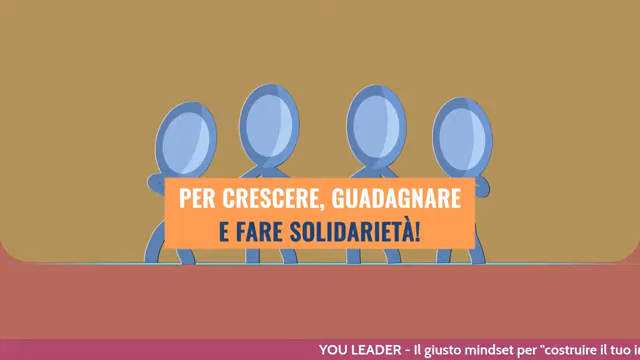 PER CRESCERE, GUADAGNARE
E FARE SOLIDARIETÀ!
YOU LEADER - Il giusto mindset per "costruire il tuo